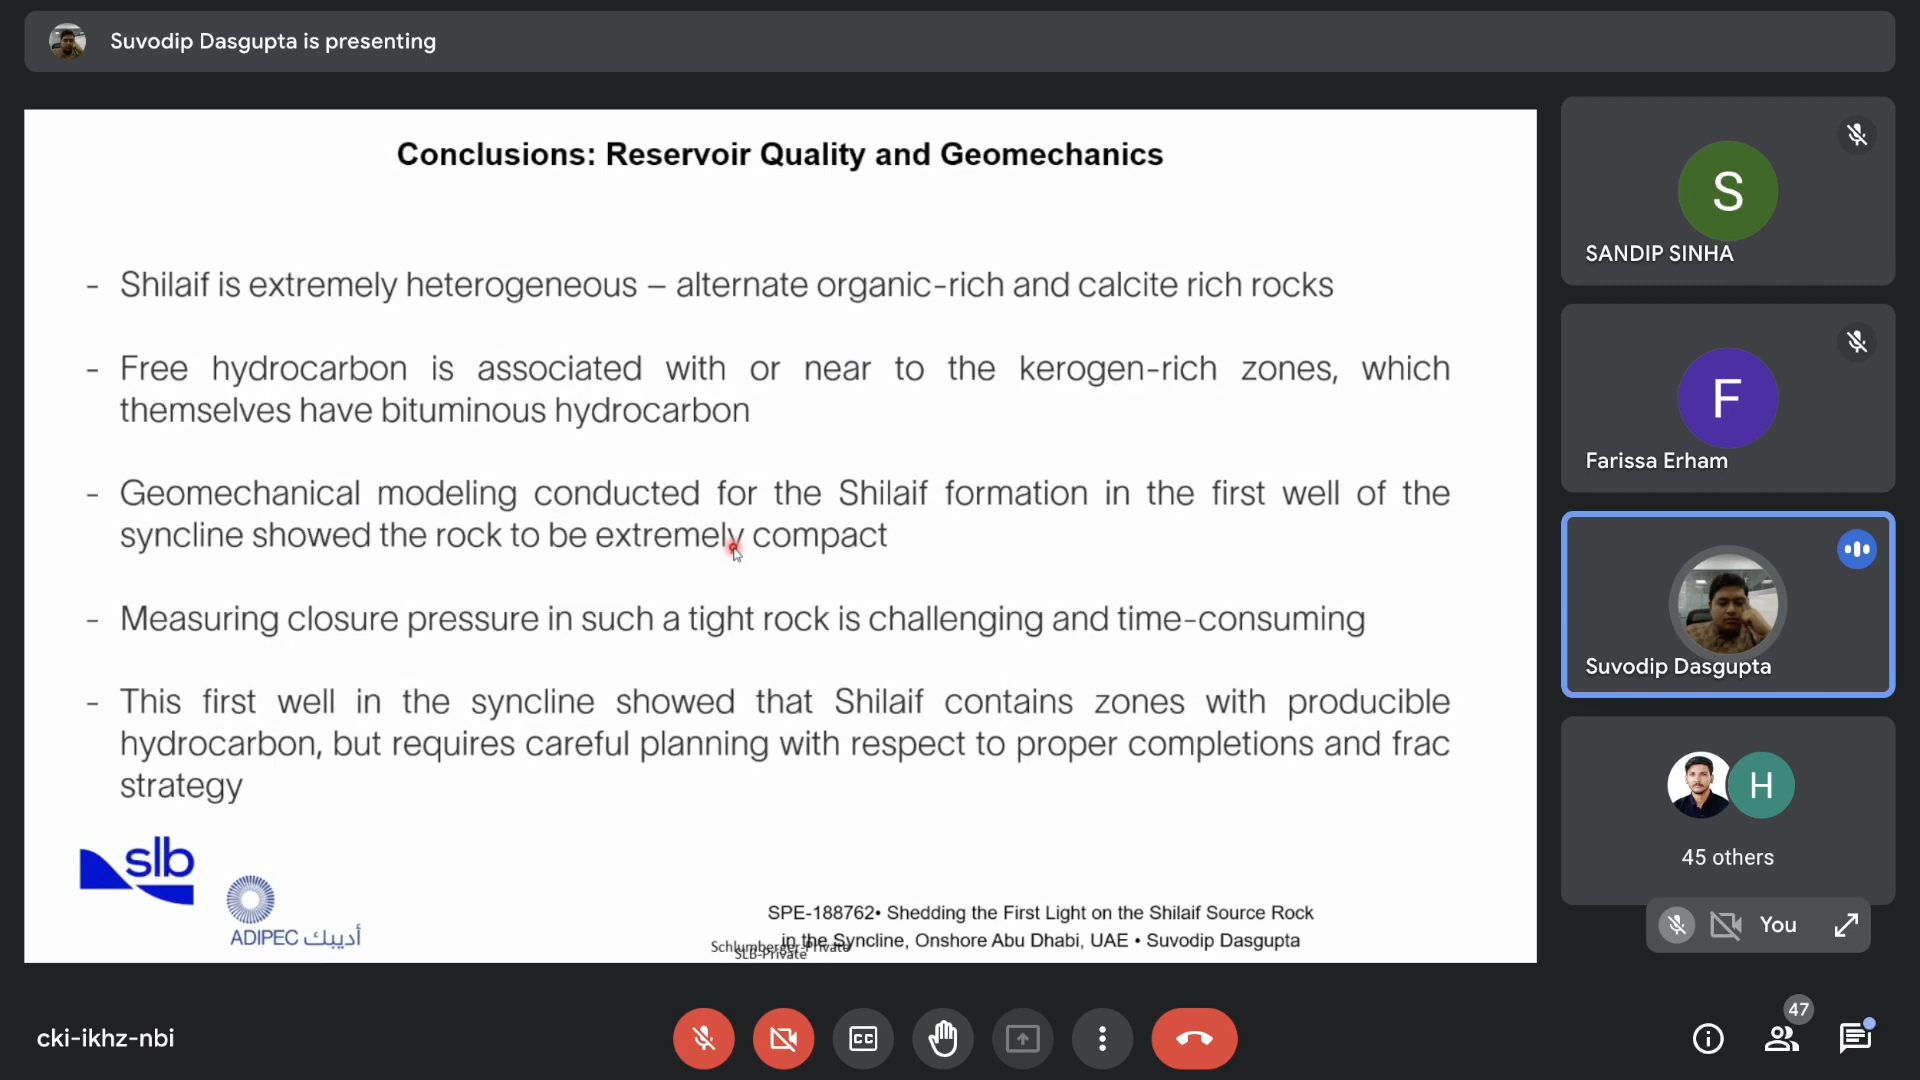 Suvodip Dasgupta is presenting
Conclusions: Reservoir Quality and Geomechanics
- Shilaif is extremely heterogeneous – alternate organic-rich and calcite rich rocks
- Free hydrocarbon is associated with or near to the kerogen-rich zones, which
themselves have bituminous hydrocarbon
- Geomechanical modeling conducted for the Shilaif formation in the first well of the
syncline showed the rock to be extremely compact
- Measuring closure pressure in such a tight rock is challenging and time-consuming
- This first well in the syncline showed that Shilaif contains zones with producible
hydrocarbon, but requires careful planning with respect to proper completions and frac
strategy
slb
ADIPEC أديبك
SPE-188762• Shedding the First Light on the Shilaif Source Rock
in the Syncline, Onshore Abu Dhabi, UAE • Suvodip Dasgupta
Schlumberger-Private
SLB-Private
S
SANDIP SINHA
F
Farissa Erham
Suvodip Dasgupta
H
45 others
You
cki-ikhz-nbi
CC
47